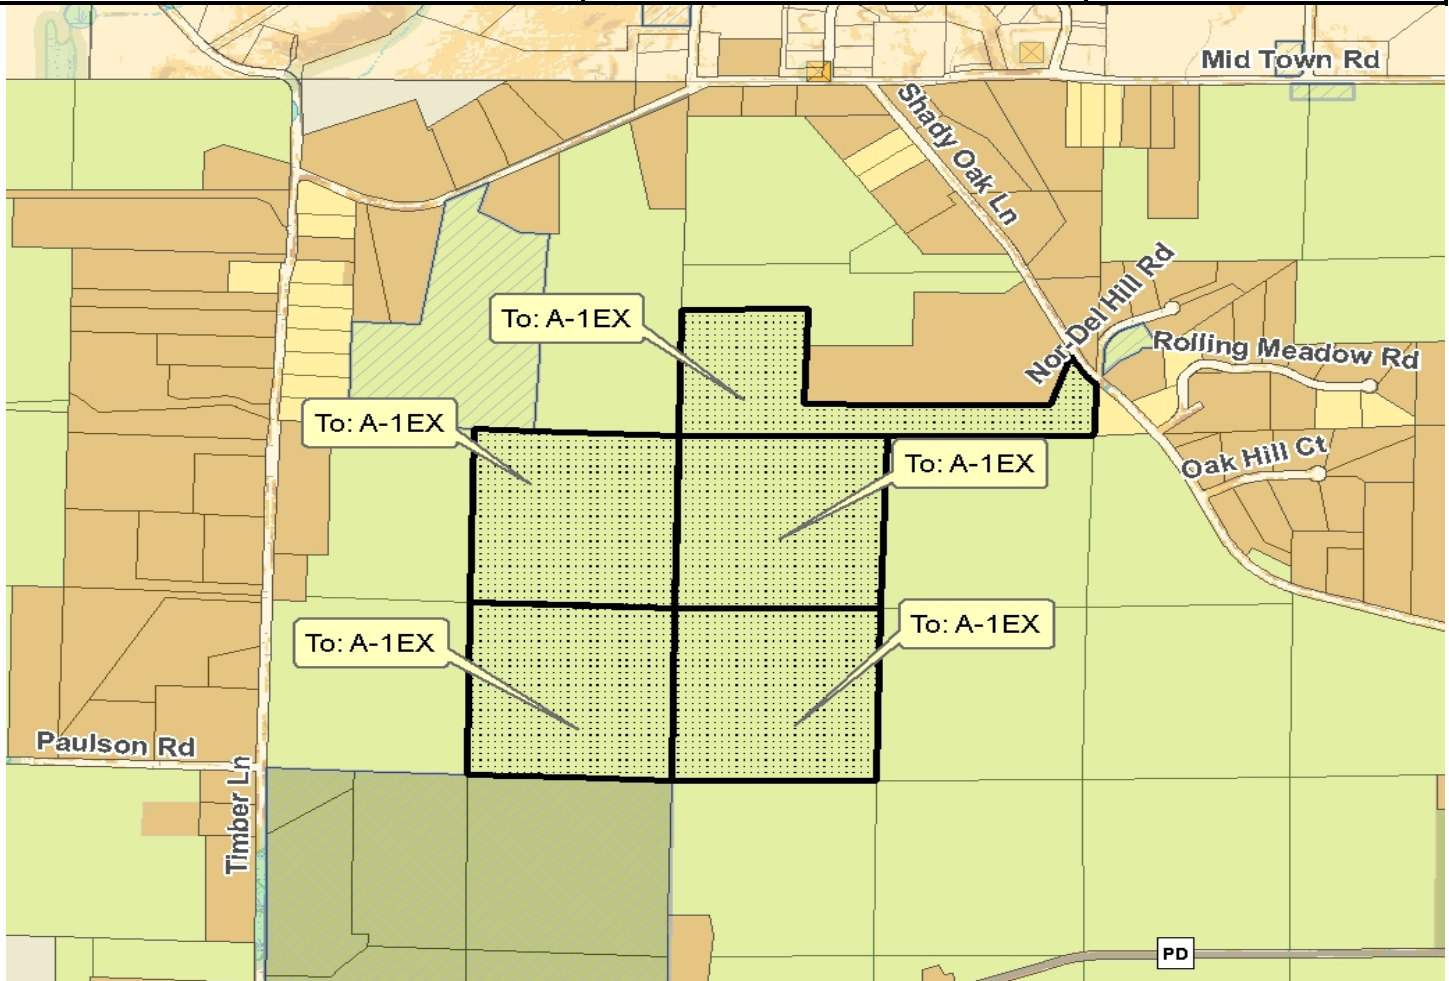 Mid Town Rd
Shady Oak Ln
Nor-Del Hill Rd
To: A-1EX
Rolling Meadow Rd
To: A-1EX
To: A-1EX
Oak Hill Ct
To: A-1EX
To: A-1EX
Paulson Rd
Timber Ln
PD